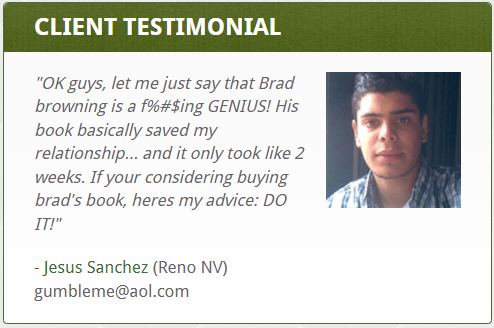 CLIENT TESTIMONIAL
"OK guys, let me just say that Brad
browning is a f%#$ing GENIUS! His
book basically saved my
relationship... and it only took like 2
weeks. If your considering buying
brad's book, heres my advice: DO
IT!"
- Jesus Sanchez (Reno NV)
gumbleme@aol.com